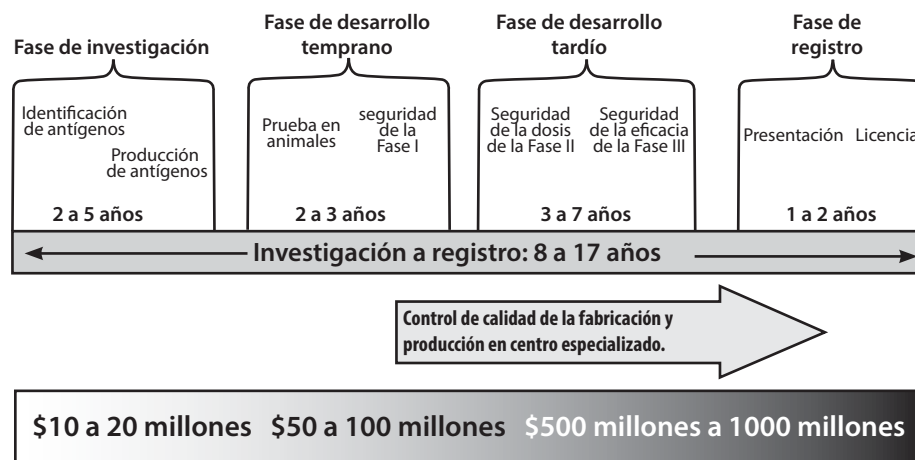 Fase de investigación
Fase de desarrollo
temprano
Fase de desarrollo
tardío
Fase de
registro
Identificación
de antígenos
Producción
de antígenos
2 a 5 años
Prueba en
animales
seguridad
de la
Fase I
2 a 3 años
Seguridad
de la dosis
de la Fase II
Seguridad
de la eficacia
de la Fase III
3 a 7 años
Presentación
Licencia
1 a 2 años
Investigación a registro: 8 a 17 años
Control de calidad de la fabricación y
producción en centro especializado.
$10 a 20 millones $50 a 100 millones $500 millones a 1000 millones